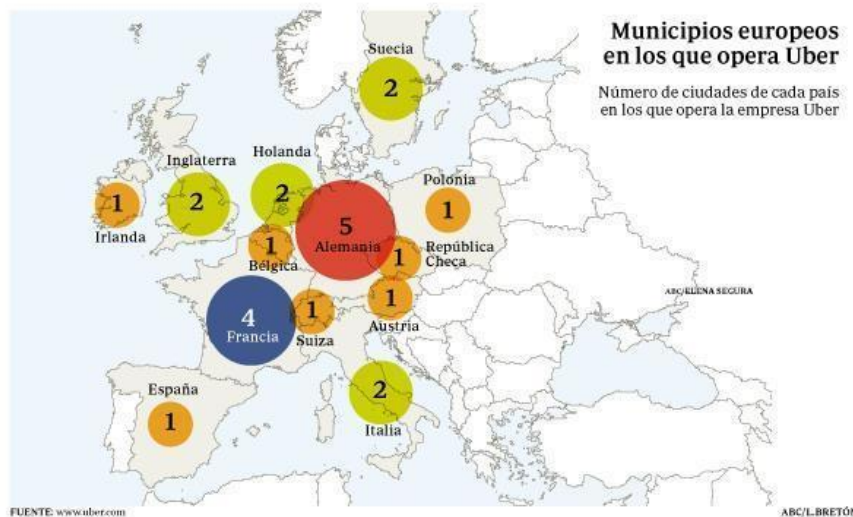 Municipios europeos
en los que opera Uber
Número de ciudades de cada país
en los que opera la empresa Uber
Suecia
2
Inglaterra
2
Holanda
2
Irlanda
1
Polonia
1
5
Alemania
1
Bélgica
1
República
Checa
4
Francia
1
Suiza
1
Austria
España
1
2
Italia
ABC/ELENA SEGURA
FUENTE: www.uber.com
ABC/L.BRETÓN